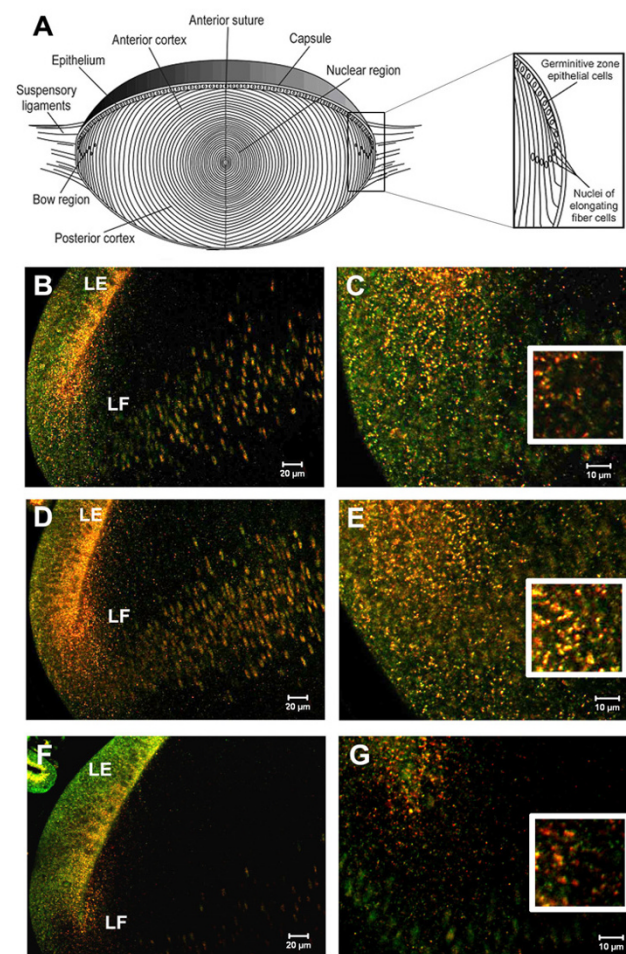 A
Anterior suture
Anterior cortex
Capsule
Epithelium
Nuclear region
Suspensory
ligaments
Bow region
Posterior cortex
Germinitive zone
epithelial cells
Nuclei of
elongating
fiber cells
B
LE
LF
20 µm
C
10 µm
D
LE
LF
20 µm
E
10 µm
F
LE
LF
20 µm
G
10 µm